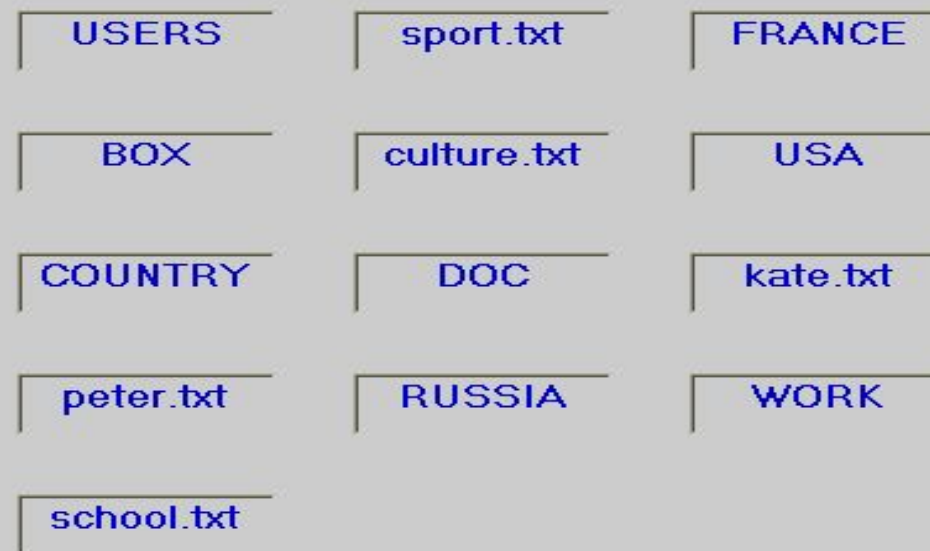 USERS sport.txt FRANCE
BOX culture.txt USA
COUNTRY DOC kate.txt
peter.txt RUSSIA WORK
school.txt